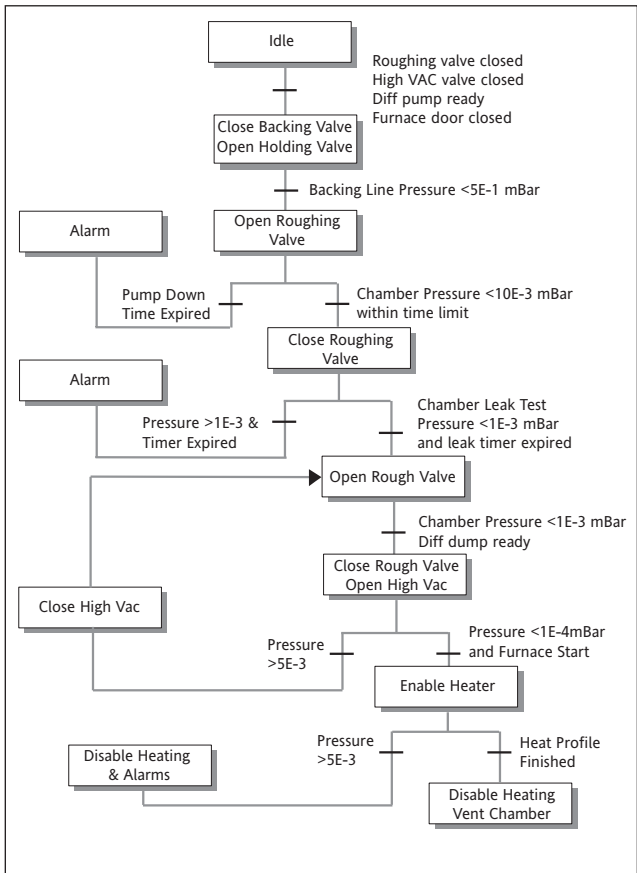 Idle
Roughing valve closed
High VAC valve closed
Diff pump ready
Furnace door closed
Close Backing Valve
Open Holding Valve
Backing Line Pressure <5E-1 mBar
Open Roughing
Valve
Alarm
Pump Down
Time Expired
Chamber Pressure <10E-3 mBar
within time limit
Close Roughing
Valve
Alarm
Pressure >1E-3 &
Timer Expired
Chamber Leak Test
Pressure <1E-3 mBar
and leak timer expired
Open Rough Valve
Chamber Pressure <1E-3 mBar
Diff dump ready
Close Rough Valve
Open High Vac
Close High Vac
Pressure
>5E-3
Pressure <1E-4mBar
and Furnace Start
Enable Heater
Disable Heating
& Alarms
Pressure
>5E-3
Heat Profile
Finished
Disable Heating
Vent Chamber